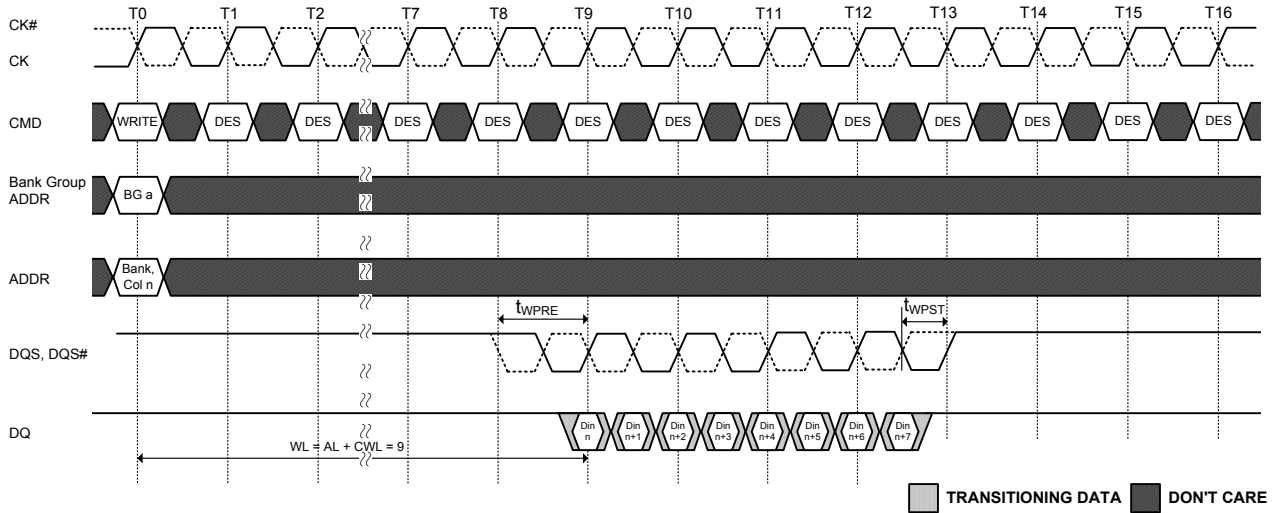 T0 T1 T2 T7 T8 T9 T10 T11 T12 T13 T14 T15 T16
CK#
CK
CMD WRITE DES DES DES DES DES DES DES DES DES DES DES DES
Bank Group
ADDR
BG a
ADDR
Bank,
Col n
tWPRE tWPST
DQS, DQS#
DQ
Din Din Din Din Din Din Din Din
n n+1 n+2 n+3 n+4 n+5 n+6 n+7
WL = AL + CWL = 9
TRANSITIONING DATA DON'T CARE